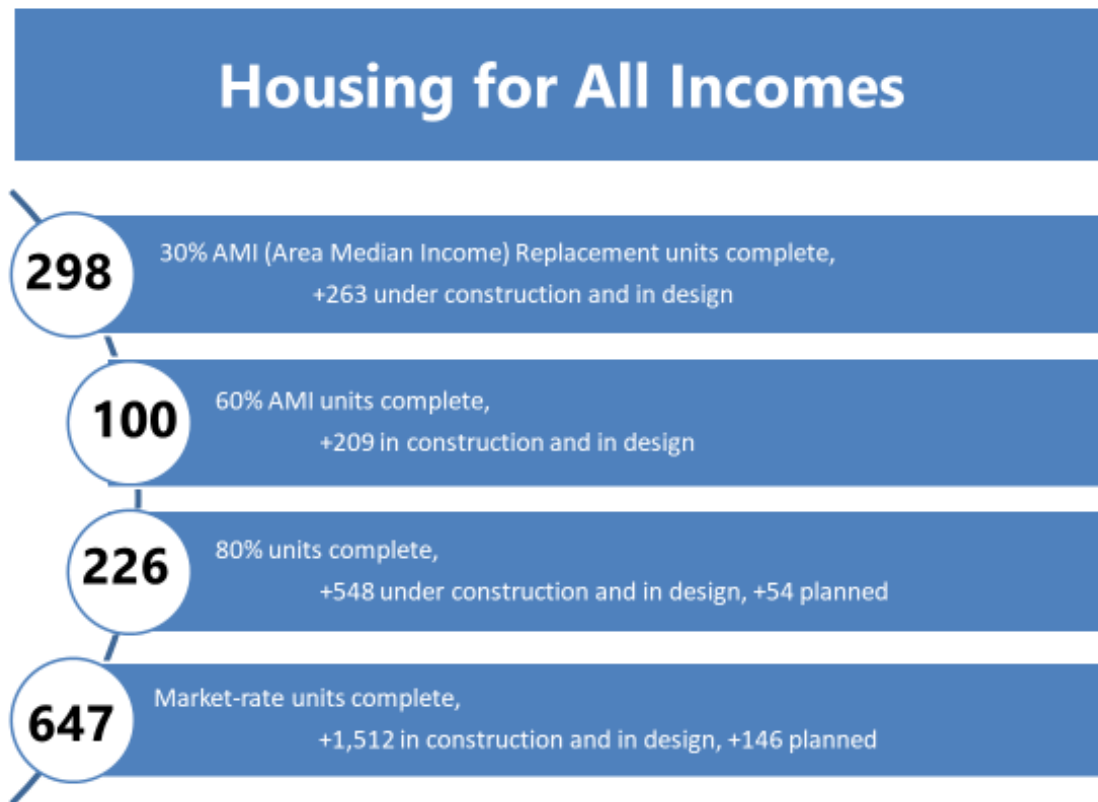 Housing for All Incomes
298
30% AMI (Area Median Income) Replacement units complete,
+263 under construction and in design
100
60% AMI units complete,
+209 in construction and in design
226
80% units complete,
+548 under construction and in design, +54 planned
647
Market-rate units complete,
+1,512 in construction and in design, +146 planned